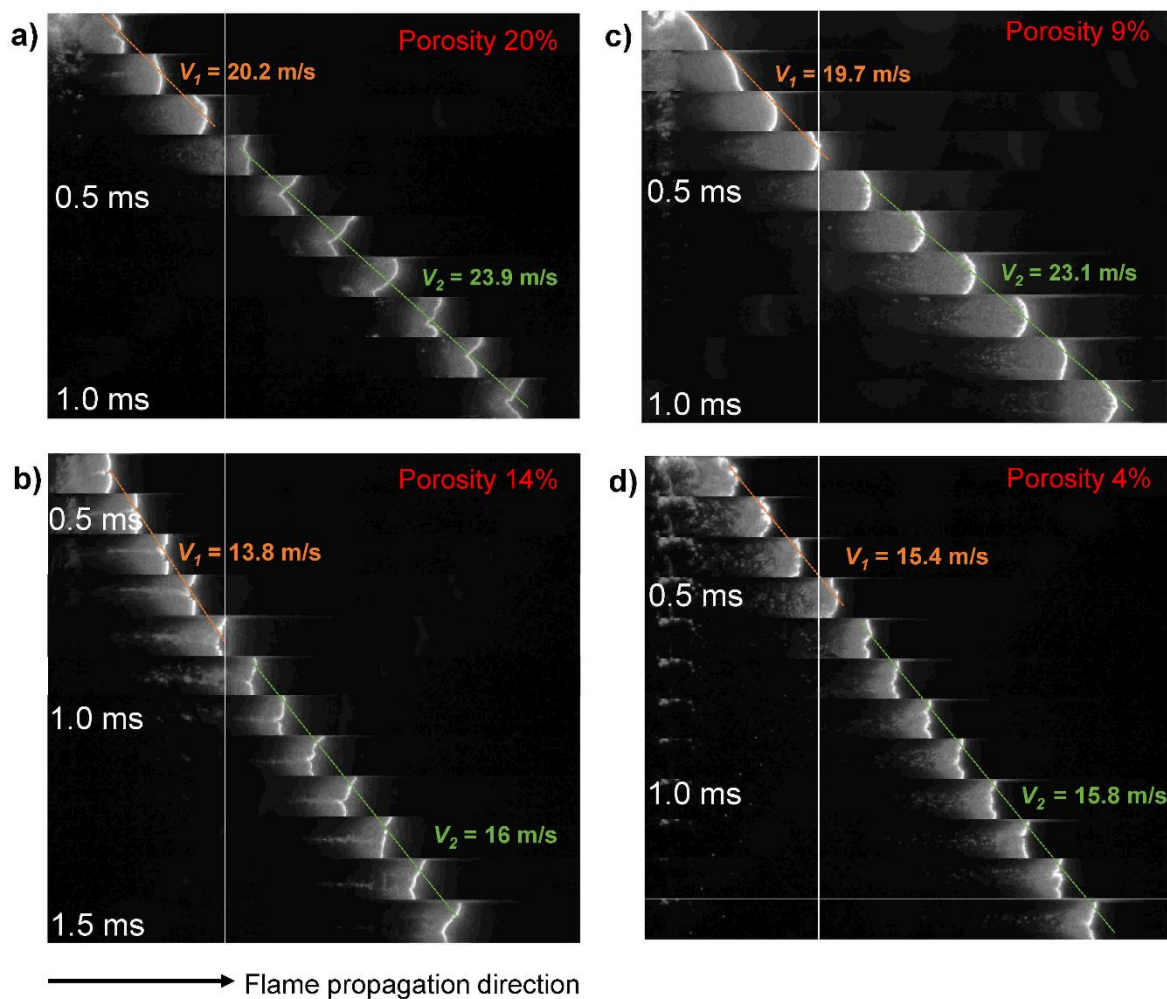 a)
Porosity 20%
V1 = 20.2 m/s
0.5 ms
V2 = 23.9 m/s
1.0 ms
c)
Porosity 9%
V1 = 19.7 m/s
0.5 ms
V2 = 23.1 m/s
1.0 ms
b)
Porosity 14%
0.5 ms
V1 = 13.8 m/s
1.0 ms
V2 = 16 m/s
1.5 ms
d)
Porosity 4%
V1 = 15.4 m/s
0.5 ms
1.0 ms
V2 = 15.8 m/s
Flame propagation direction